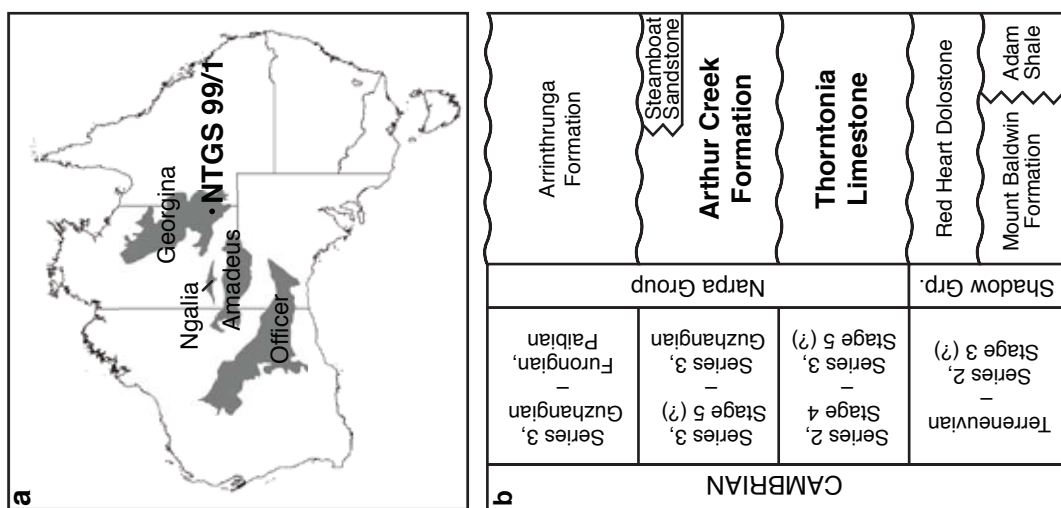 a
Georgina
• NTGS 99/1
Ngalia
Amadeus
Officer
b
CAMBRIAN
Series 3,
Guzhangian
–
Furongian,
Paibian
Series 3,
Stage 5 (?)
–
Series 3,
Guzhangian
Series 2,
Stage 4
–
Series 3,
Stage 5 (?)
Terreneuvian
–
Series 2,
Stage 3 (?)
Narpa Group
Shadow Grp.
Arrinthrunga
Formation
Steamboat
Sandstone
Arthur Creek
Formation
Thorntonia
Limestone
Red Heart Dolostone
Mount Baldwin
Formation
Adam
Shale